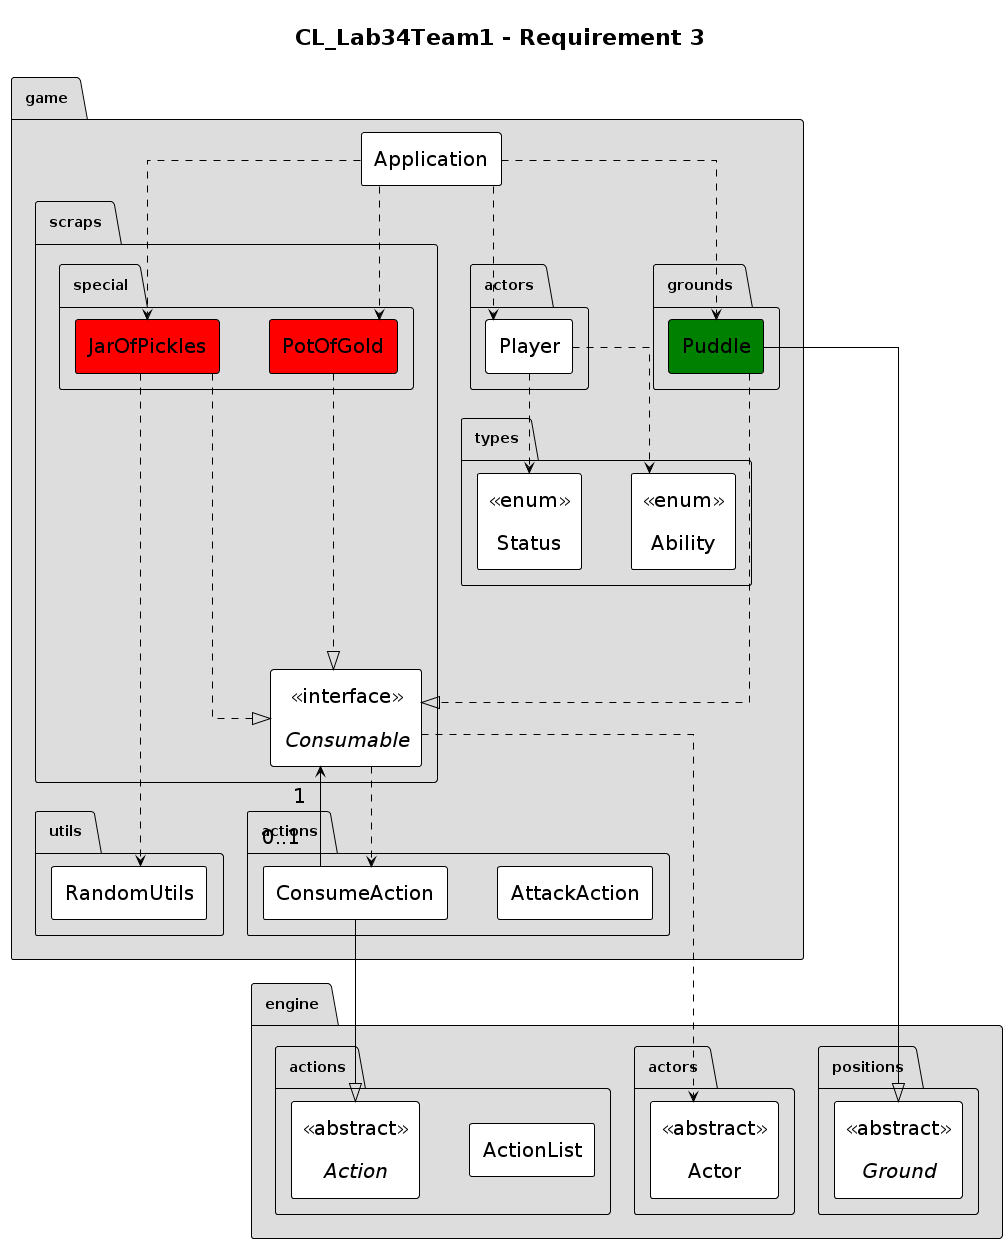 CL_Lab34Team1 - Requirement 3
game
Application
scraps
special
actors
grounds
JarOfPickles
PotOfGold
Player
Puddle
types
«enum»
Status
«enum»
Ability
«interface»
Consumable
1
0..1
utils
actions
RandomUtils
ConsumeAction
AttackAction
engine
actions
actors
positions
«abstract»
Action
ActionList
«abstract»
Actor
«abstract»
Ground